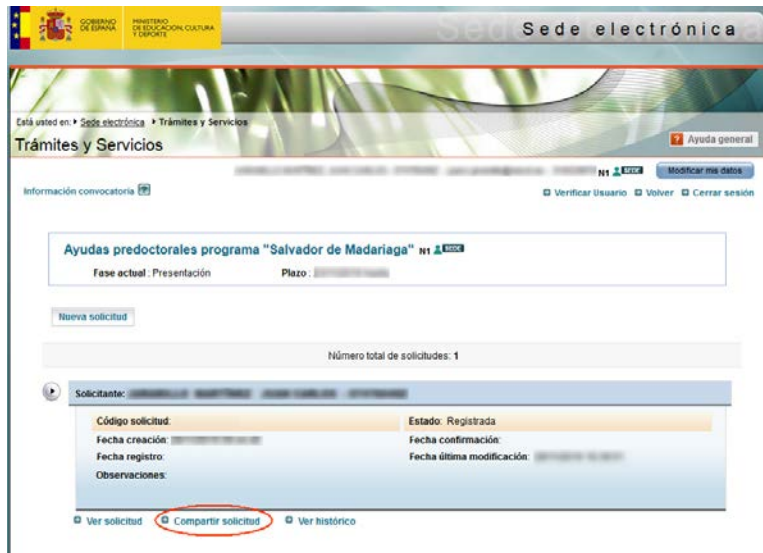 GOBIERNO DE ESPAÑA
MINISTERIO DE EDUCACIÓN, CULTURA Y DEPORTE
Sede electrónica
Está usted en: Sede electrónica Trámites y Servicios
Trámites y Servicios
Ayuda general
N1 SEDE Modificar mis datos
Información convocatoria Verificar Usuario Volver Cerrar sesión
Ayudas predoctorales programa "Salvador de Madariaga" N1 SEDE
Fase actual : Presentación Plazo :
Nueva solicitud
Número total de solicitudes: 1
Solicitante:
Código solicitud: Estado: Registrada
Fecha creación: Fecha confirmación:
Fecha registro: Fecha última modificación:
Observaciones:
Ver solicitud Compartir solicitud Ver histórico